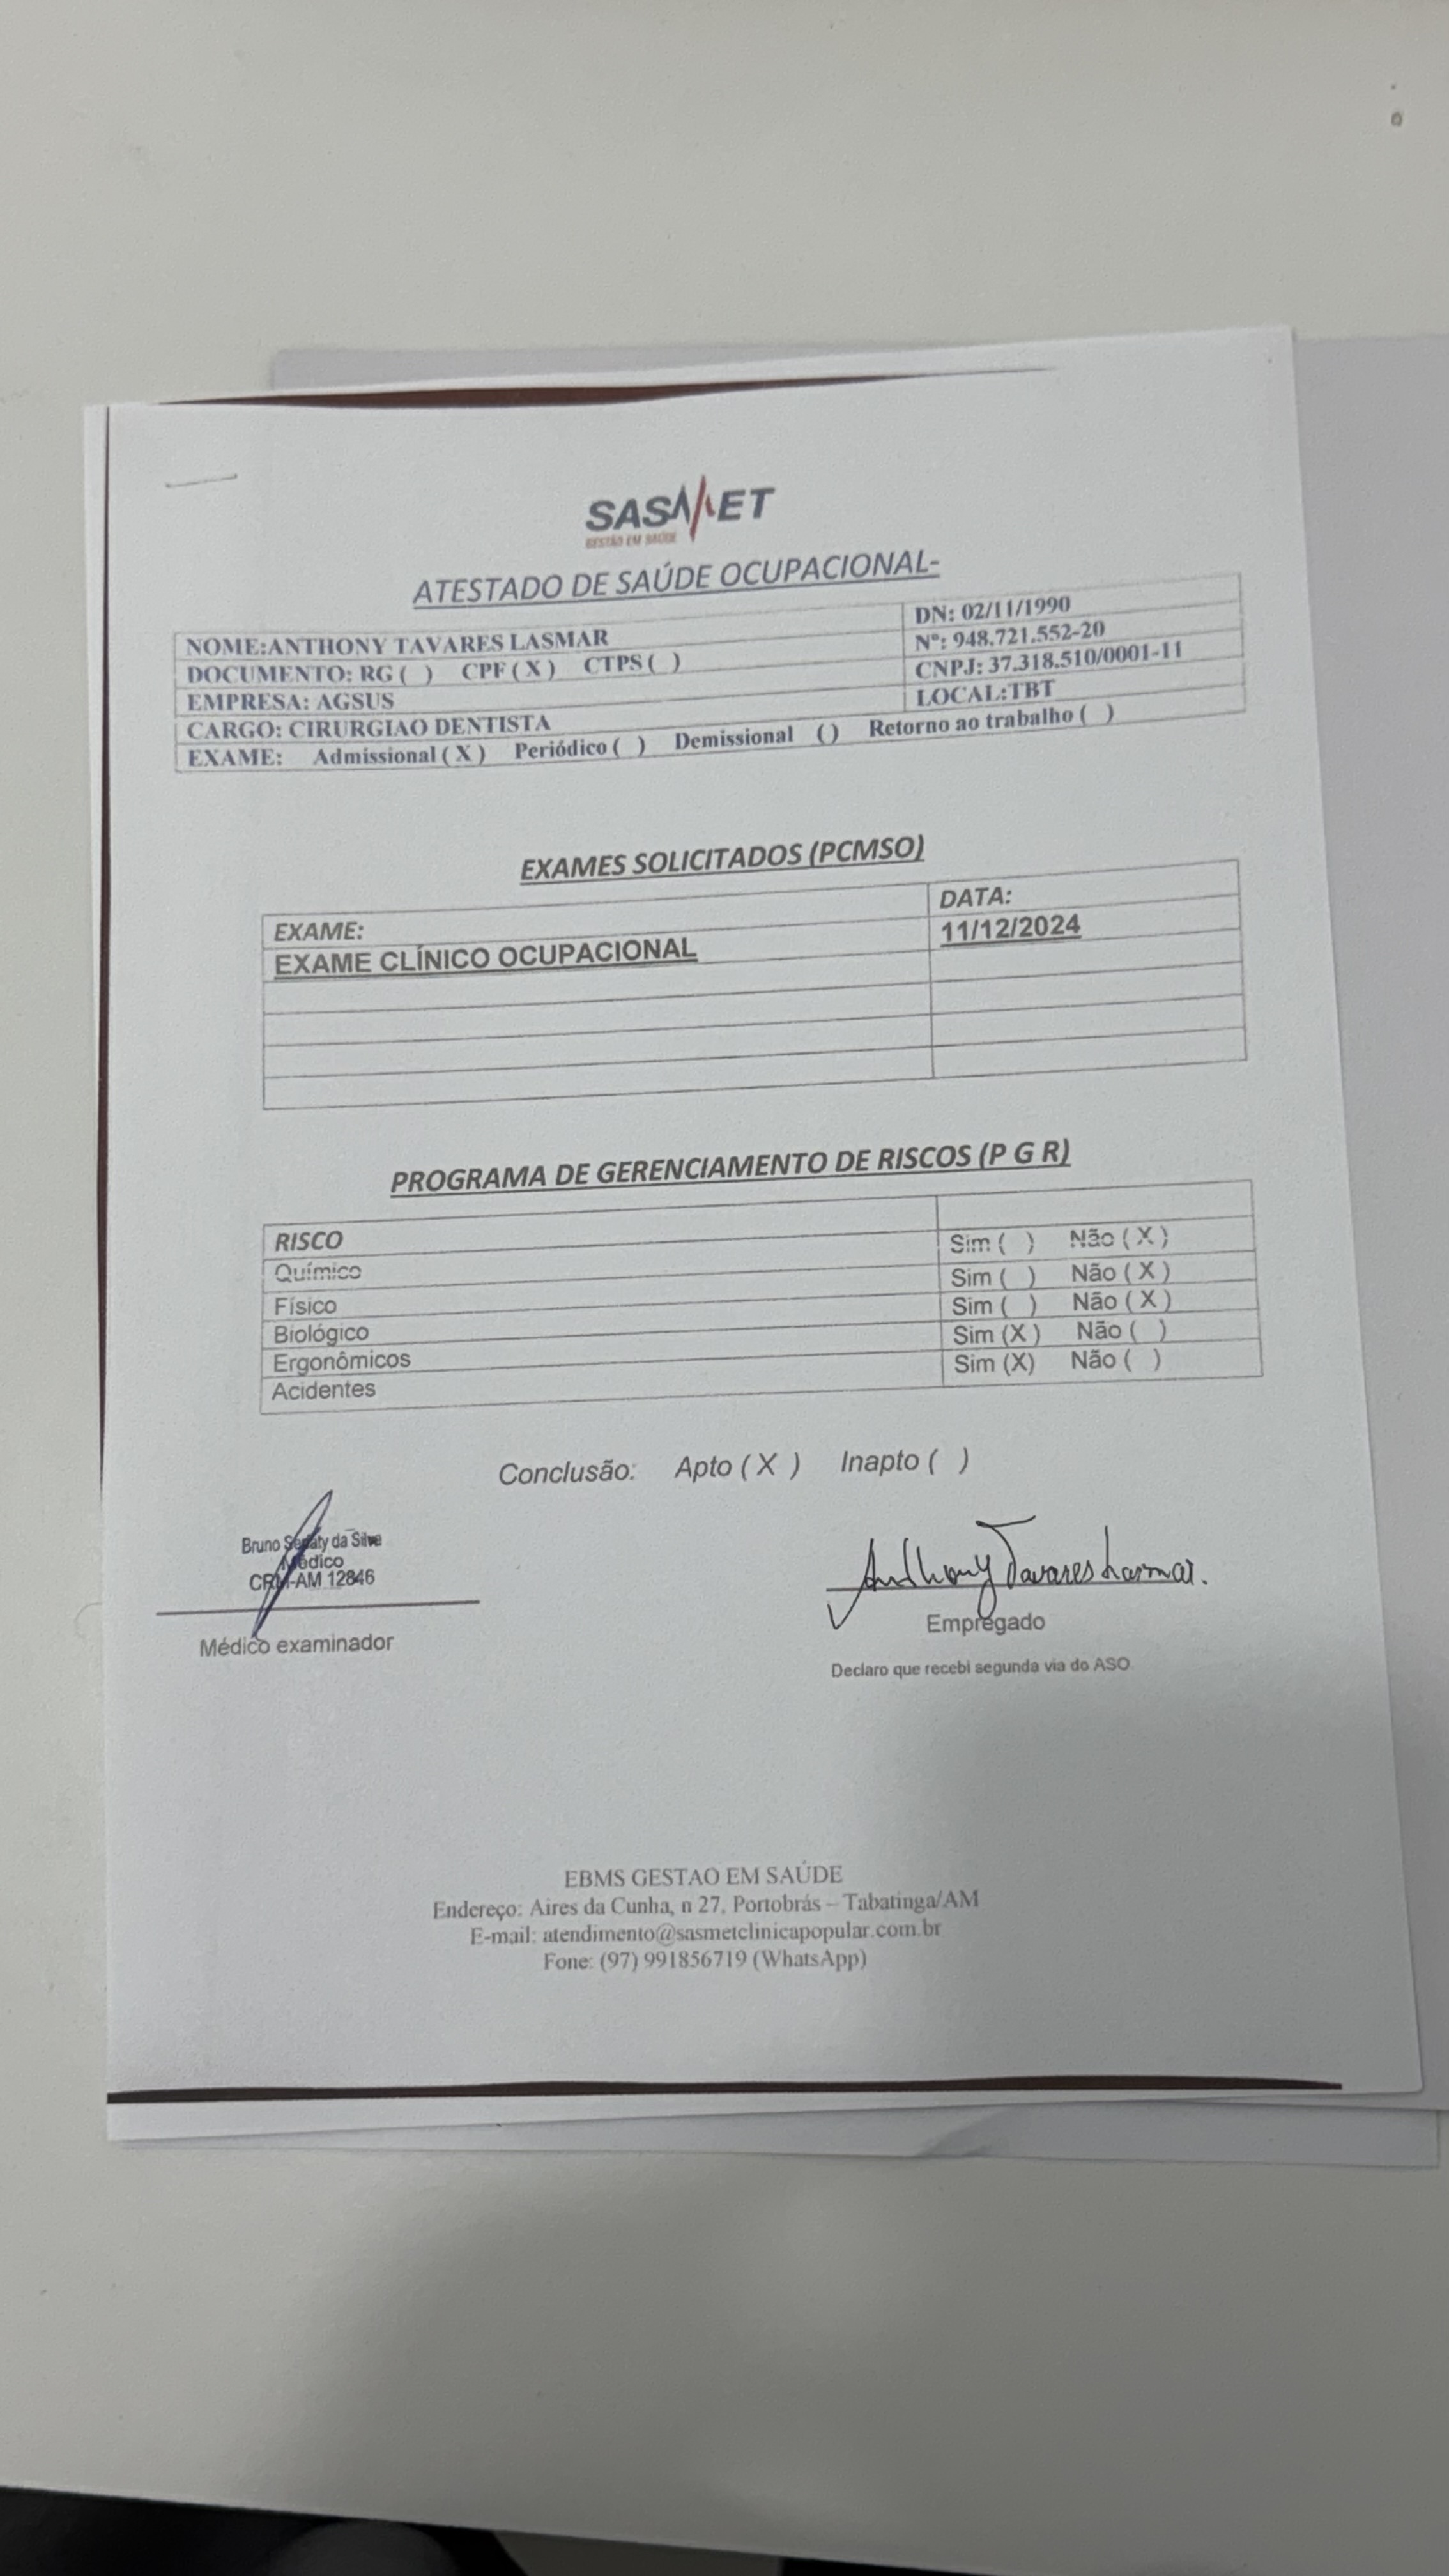 SASMET
GESTÃO EM SAÚDE
ATESTADO DE SAÚDE OCUPACIONAL-
NOME:ANTHONY TAVARES LASMAR DN: 02/11/1990
DOCUMENTO: RG ( ) CPF ( X ) CTPS ( ) Nº: 948.721.552-20
EMPRESA: AGSUS CNPJ: 37.318.510/0001-11
CARGO: CIRURGIAO DENTISTA LOCAL:TBT
EXAME: Admissional ( X ) Periódico ( ) Demissional () Retorno ao trabalho ( )
EXAMES SOLICITADOS (PCMSO)
EXAME: DATA:
EXAME CLÍNICO OCUPACIONAL 11/12/2024
PROGRAMA DE GERENCIAMENTO DE RISCOS (P G R)
RISCO
Químico Sim ( ) Não ( X )
Físico Sim ( ) Não ( X )
Biológico Sim ( ) Não ( X )
Ergonômicos Sim (X ) Não ( )
Acidentes Sim (X) Não ( )
Conclusão: Apto ( X ) Inapto ( )
Bruno da Silva
Médico
CRM-AM 12846
Médico examinador
Anthony Tavares Lasmar.
Empregado
Declaro que recebi segunda via do ASO
EBMS GESTAO EM SAÚDE
Endereço: Aires da Cunha, n 27, Portobrás – Tabatinga/AM
E-mail: atendimento@sasmetclinicapopular.com.br
Fone: (97) 991856719 (WhatsApp)